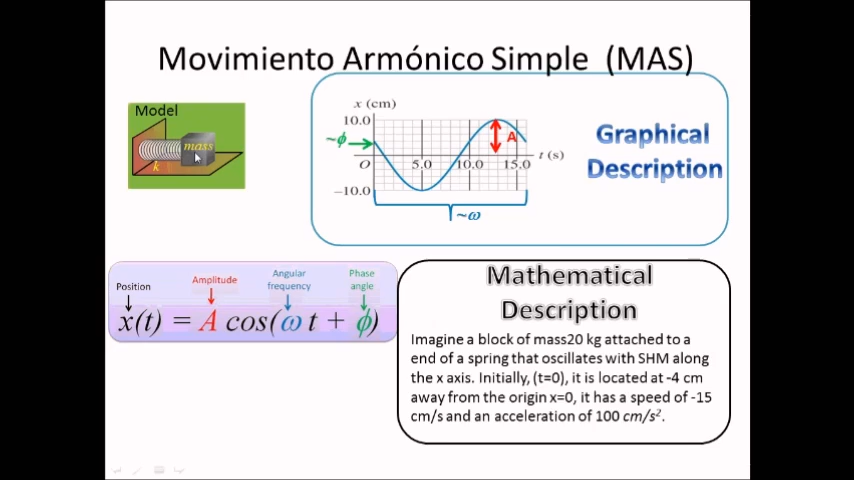 Movimiento Armónico Simple (MAS)
Model
mass
k
x (cm)
10.0
~ϕ
A
O
5.0
10.0
15.0
t (s)
−10.0
~ω
Graphical
Description
Position
Amplitude
Angular
frequency
Phase
angle
x(t) = A cos(ω t + ϕ)
Mathematical
Description
Imagine a block of mass20 kg attached to a
end of a spring that oscillates with SHM along
the x axis. Initially, (t=0), it is located at -4 cm
away from the origin x=0, it has a speed of -15
cm/s and an acceleration of 100 cm/s².